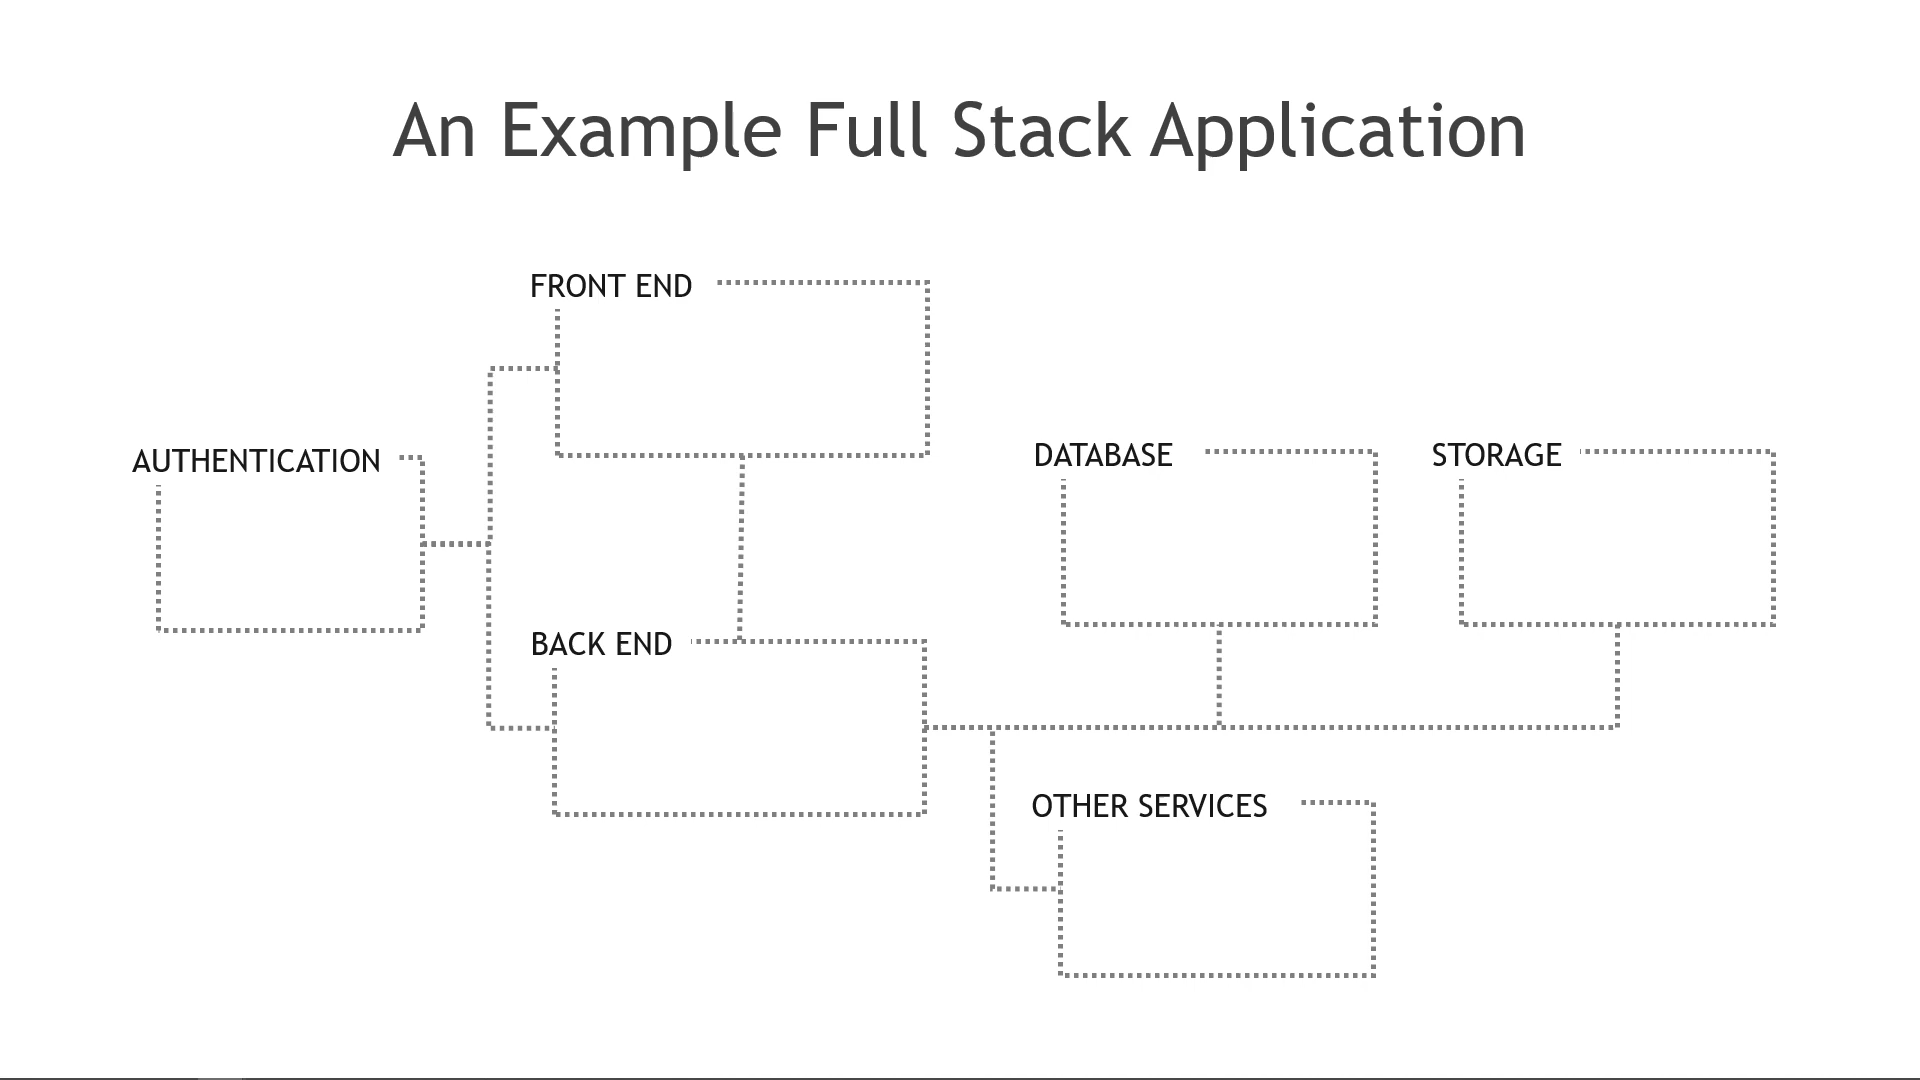 An Example Full Stack Application
FRONT END
AUTHENTICATION
DATABASE
STORAGE
BACK END
OTHER SERVICES